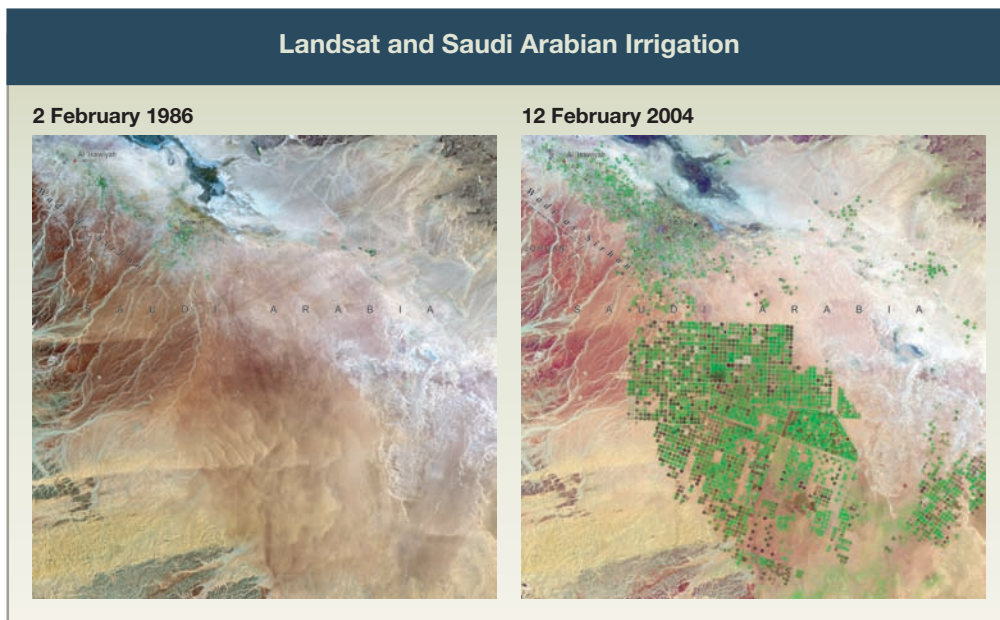 Landsat and Saudi Arabian Irrigation
2 February 1986
12 February 2004
A U D I A R A B I A
S A U D I A R A B I A